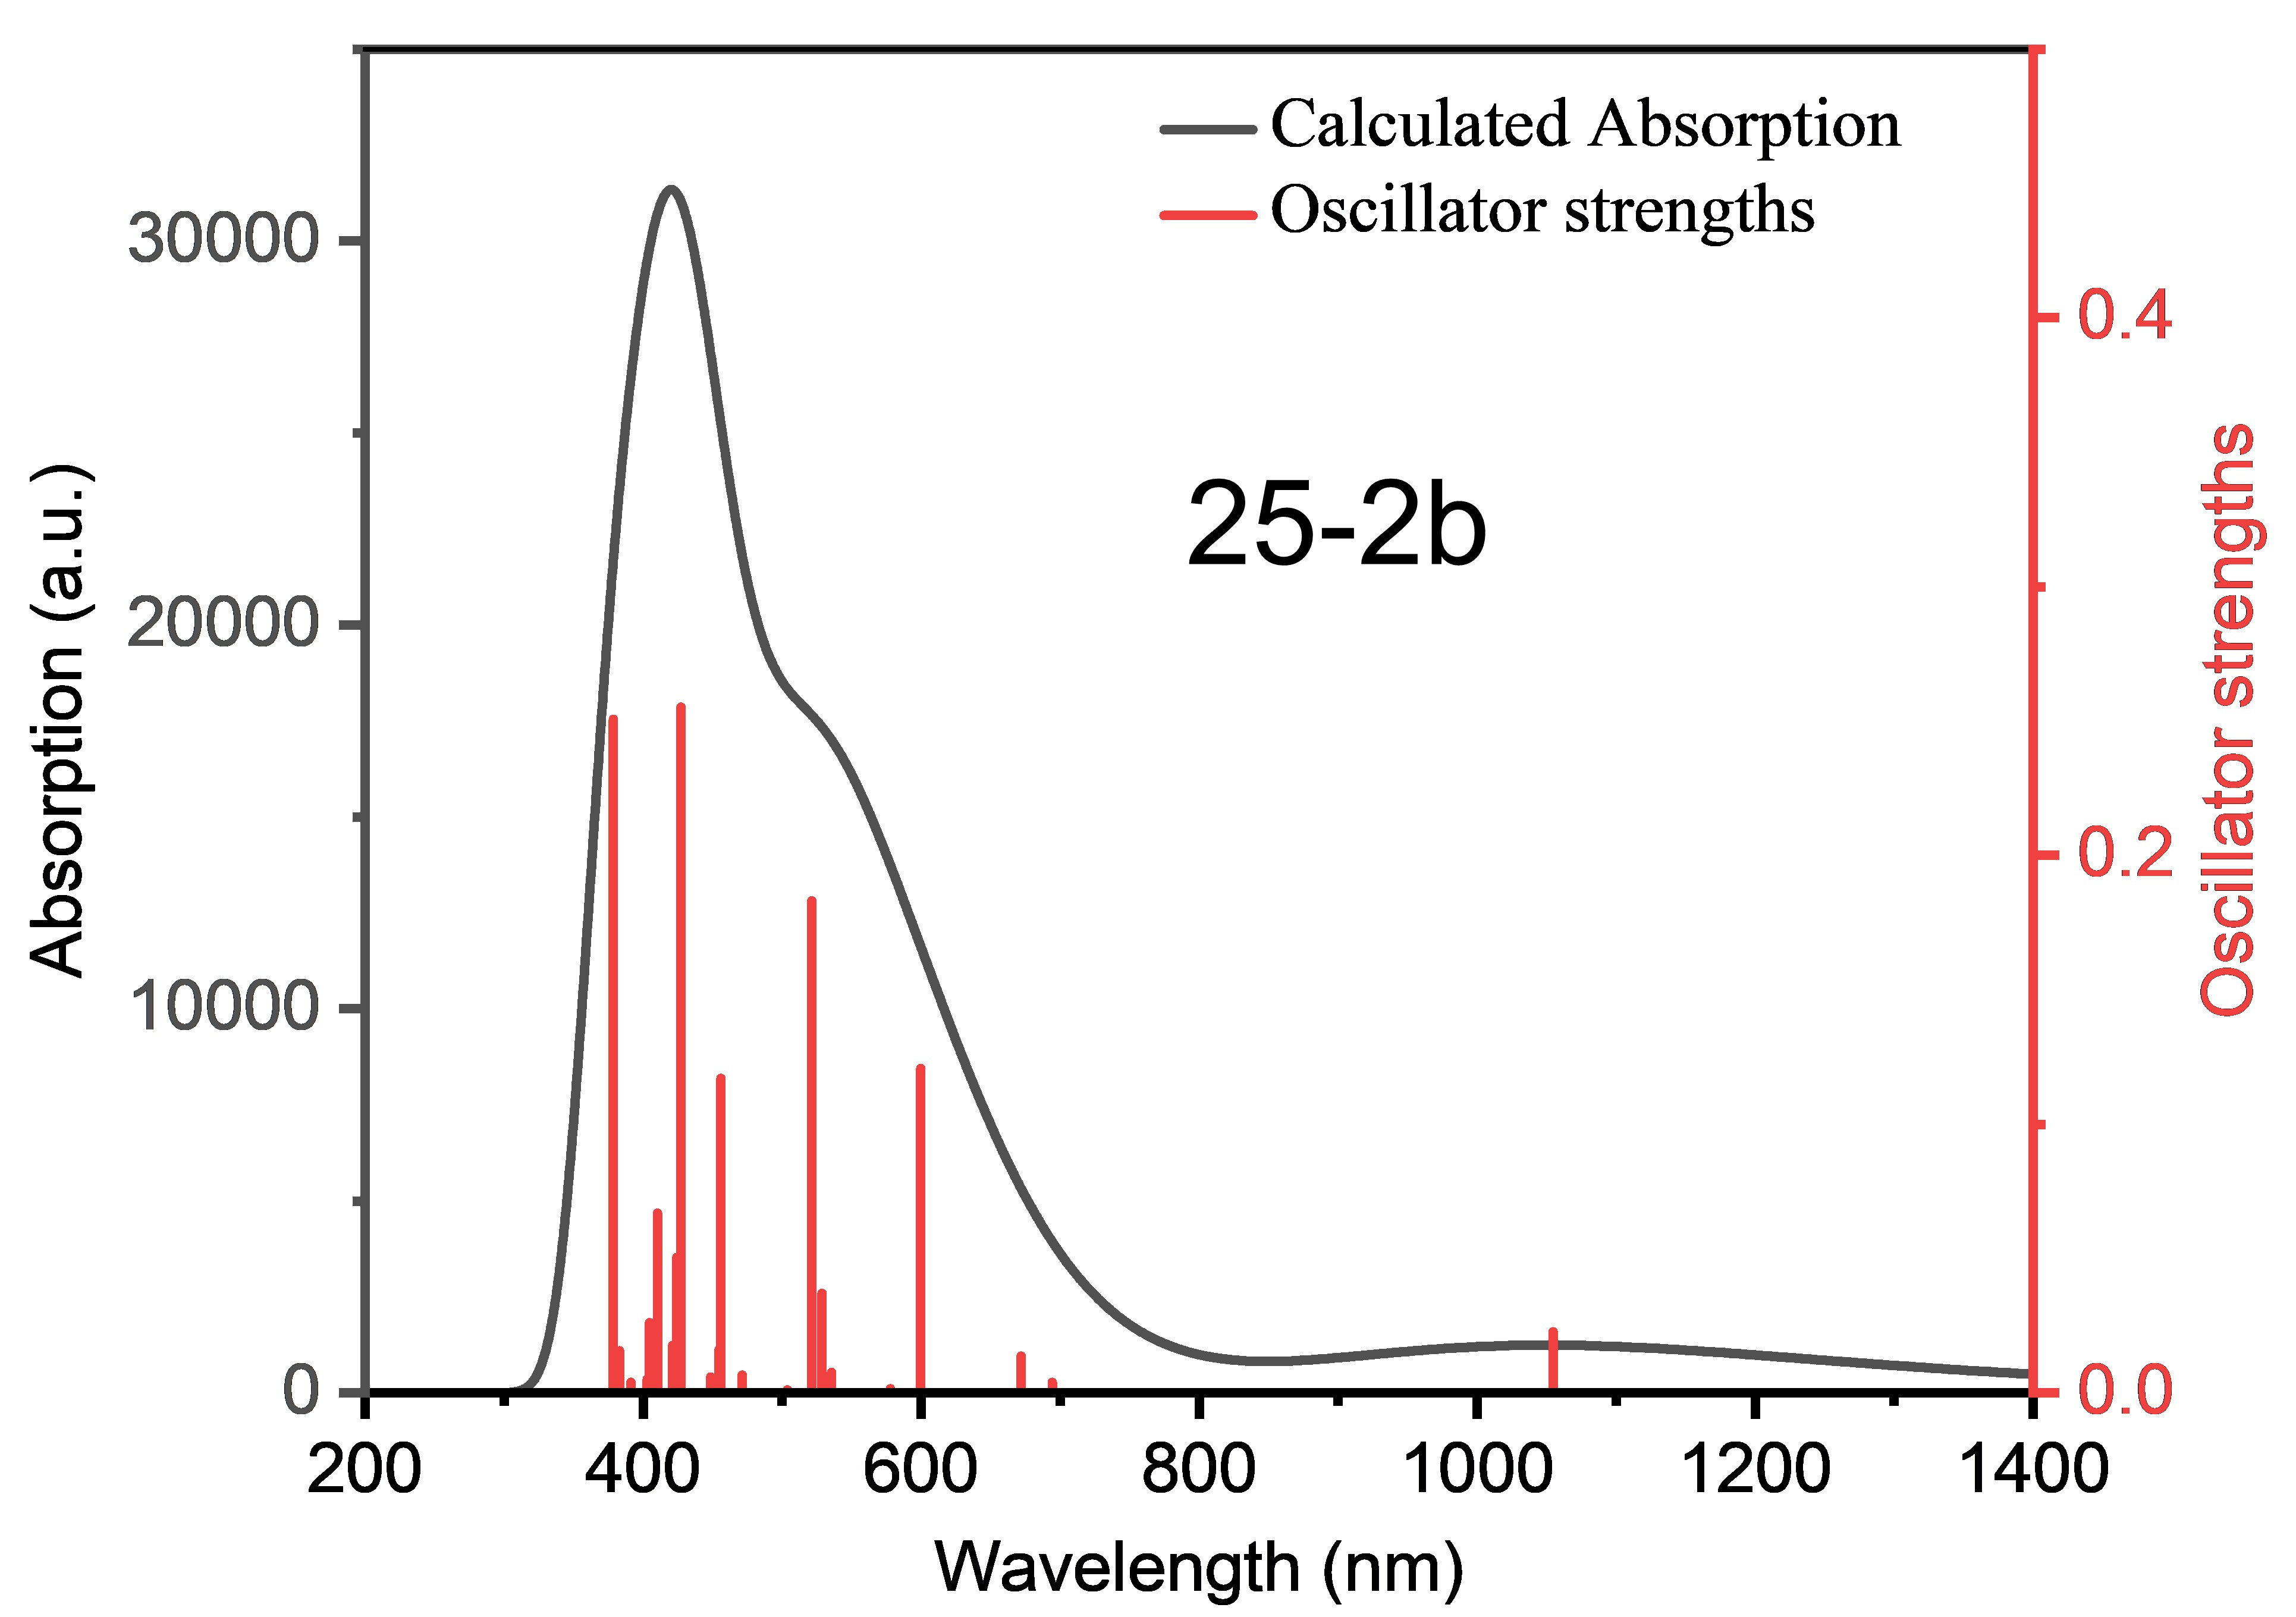 Calculated Absorption
Oscillator strengths
25-2b
Absorption (a.u.)
30000
20000
10000
0
0.4
0.2
0.0
Oscillator strengths
200 400 600 800 1000 1200 1400
Wavelength (nm)